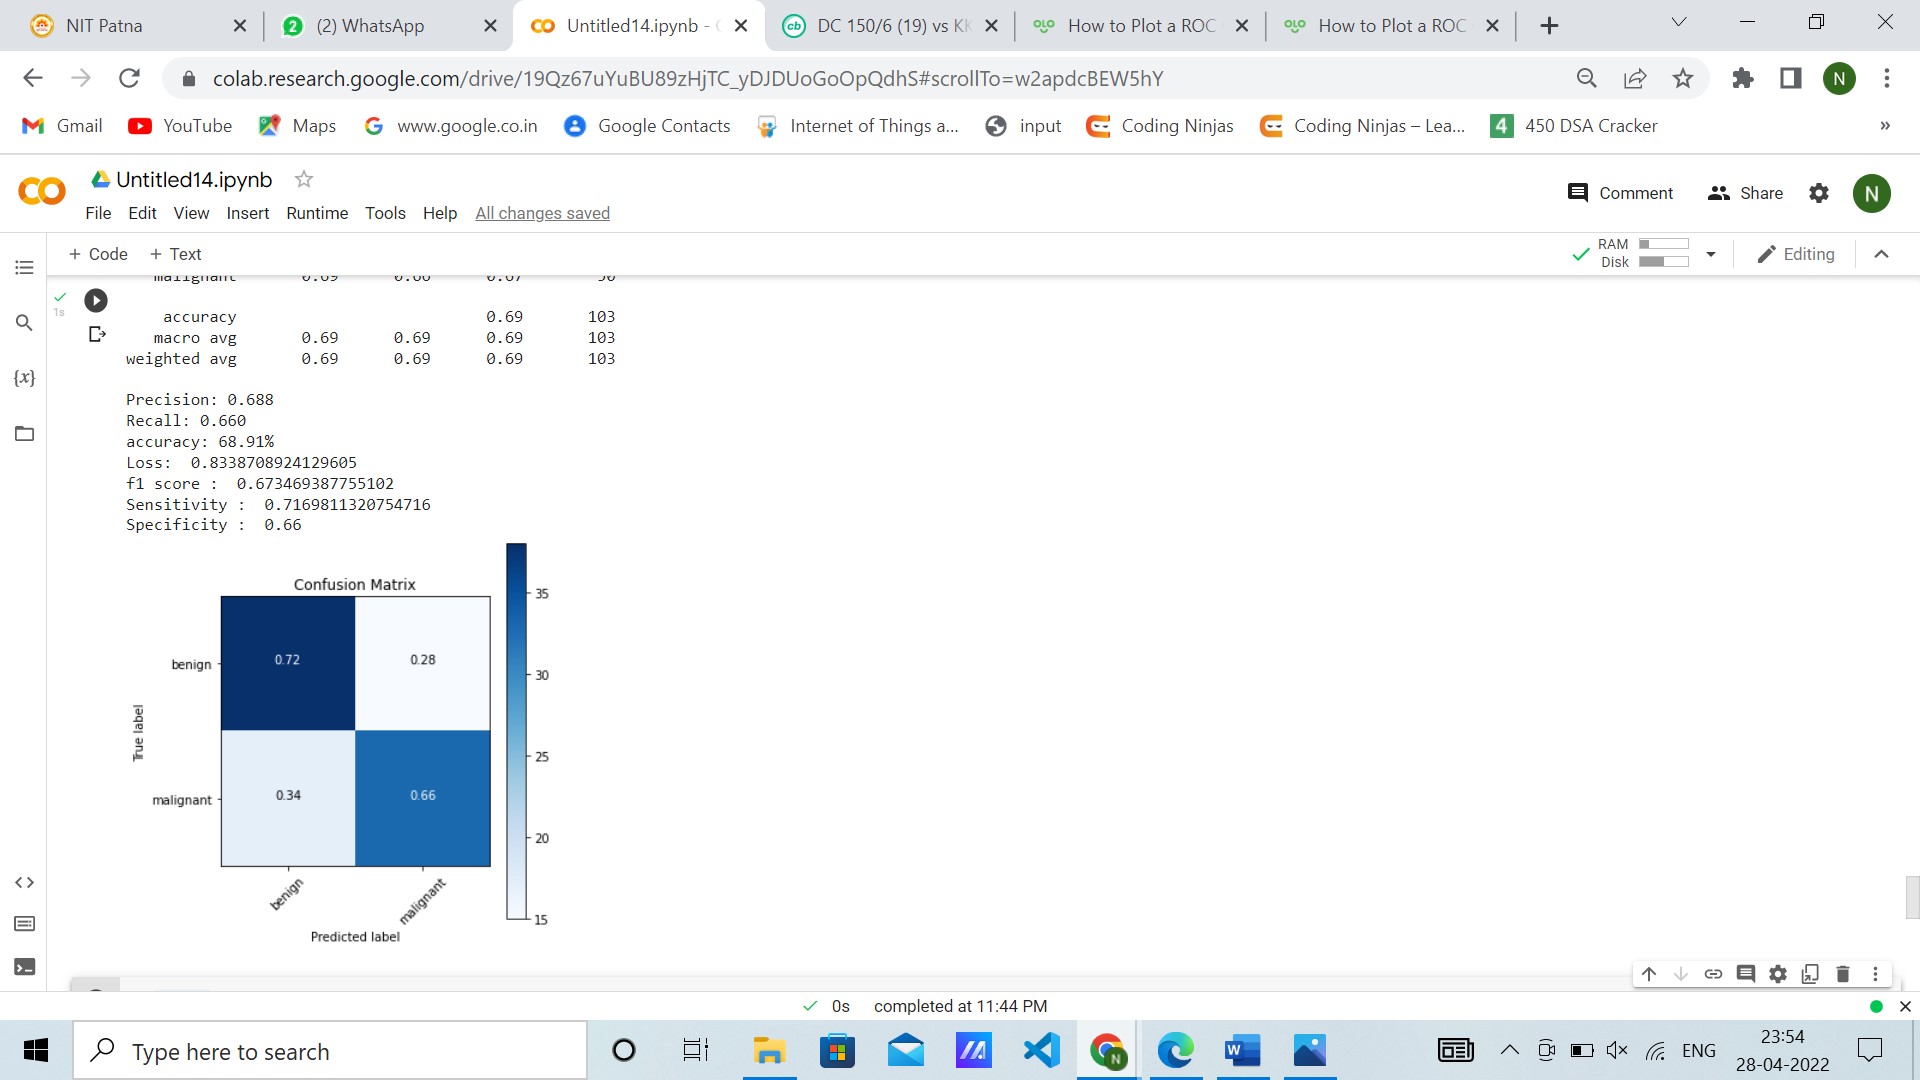 NIT Patna
(2) WhatsApp
Untitled14.ipynb - 
DC 150/6 (19) vs KK
How to Plot a ROC
How to Plot a ROC
colab.research.google.com/drive/19Qz67uYuBU89zHjTC_yDJDUoGoOpQdhS#scrollTo=w2apdcBEW5hY
N
Gmail
YouTube
Maps
www.google.co.in
Google Contacts
Internet of Things a...
input
Coding Ninjas
Coding Ninjas – Lea...
4
450 DSA Cracker
»
Untitled14.ipynb
File Edit View Insert Runtime Tools Help All changes saved
Comment
Share
N
+ Code + Text
RAM
Disk
Editing
malignant 0.69 0.66 0.67 50
1s
accuracy 0.69 103
macro avg 0.69 0.69 0.69 103
weighted avg 0.69 0.69 0.69 103
{x}
Precision: 0.688
Recall: 0.660
accuracy: 68.91%
Loss: 0.8338708924129605
f1 score : 0.673469387755102
Sensitivity : 0.7169811320754716
Specificity : 0.66
Confusion Matrix
35
30
25
20
15
benign
0.72 0.28
True label
malignant
0.34 0.66
benign malignant
Predicted label
0s completed at 11:44 PM
Type here to search
ENG
23:54
28-04-2022